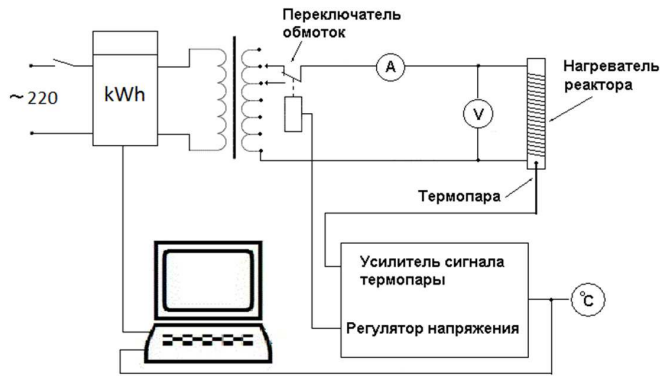 Переключатель
обмоток
Нагреватель
реактора
A
~220
kWh
V
Термопара
Усилитель сигнала
термопары
°C
Регулятор напряжения